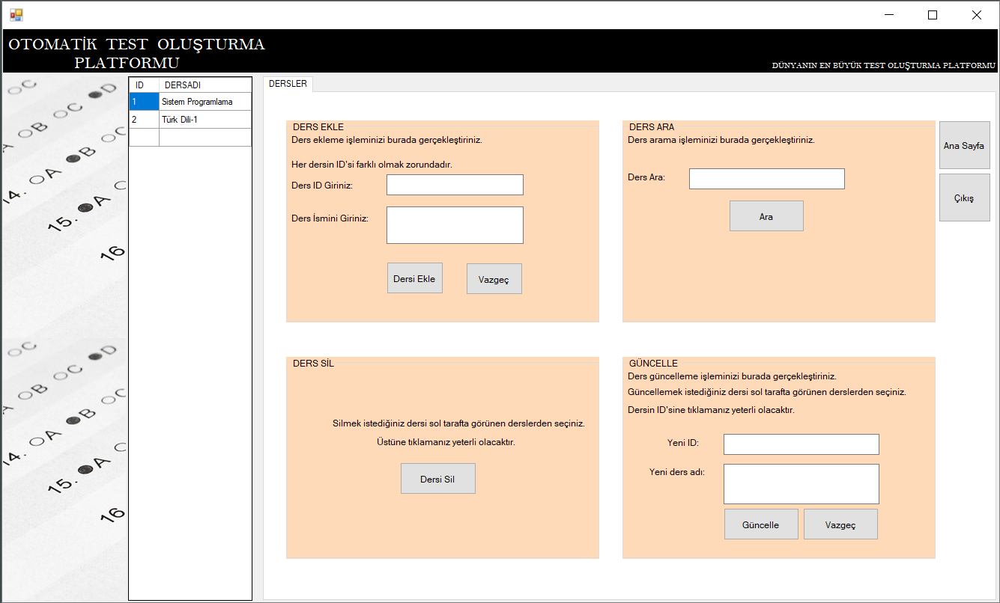 OTOMATİK TEST OLUŞTURMA
PLATFORMU
DÜNYANIN EN BÜYÜK TEST OLUŞTURMA PLATFORMU
OC
OD
OC
OB
A
OC
B
OA
14.
C
A
15.
16
OC
OD
OC
OB
A
OC
B
OA
14.
C
A
15.
16
ID DERSADI
1 Sistem Programlama
2 Türk Dili-1
DERSLER
DERS EKLE
Ders ekleme işleminizi burada gerçekleştiriniz.
Her dersin ID'si farklı olmak zorundadır.
Ders ID Giriniz:
Ders İsmini Giriniz:
Dersi Ekle Vazgeç
DERS ARA
Ders arama işleminizi burada gerçekleştiriniz.
Ders Ara:
Ara
Ana Sayfa
Çıkış
DERS SİL
Silmek istediğiniz dersi sol tarafta görünen derslerden seçiniz.
Üstüne tıklamanız yeterli olacaktır.
Dersi Sil
GÜNCELLE
Ders güncelleme işleminizi burada gerçekleştiriniz.
Güncellemek istediğiniz dersi sol tarafta görünen derslerden seçiniz.
Dersin ID'sine tıklamanız yeterli olacaktır.
Yeni ID:
Yeni ders adı:
Güncelle Vazgeç